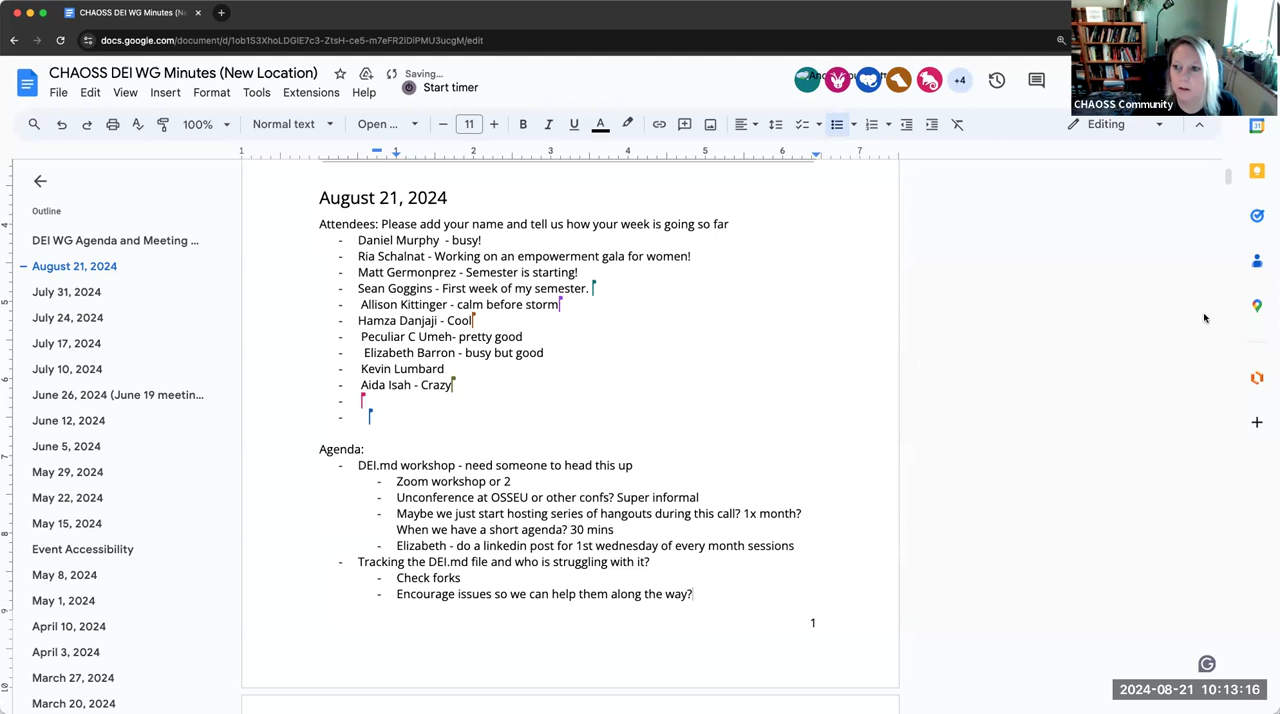 CHAOSS DEI WG Minutes (Ne
docs.google.com/document/d/1ob1S3XhoLDGlE7c3-ZtsH-ce5-m7eFR2lDiPMU3ucgM/edit
CHAOSS DEI WG Minutes (New Location)
Saving...
File Edit View Insert Format Tools Extensions Help
Start timer
+4
CHAOSS Community
100%
Normal text
Open ...
11
B I U A
Editing
1 1 2 3 4 5 6 7
Outline
DEI WG Agenda and Meeting ...
August 21, 2024
July 31, 2024
July 24, 2024
July 17, 2024
July 10, 2024
June 26, 2024 (June 19 meetin...
June 12, 2024
June 5, 2024
May 29, 2024
May 22, 2024
May 15, 2024
Event Accessibility
May 8, 2024
May 1, 2024
April 10, 2024
April 3, 2024
March 27, 2024
March 20, 2024
August 21, 2024
Attendees: Please add your name and tell us how your week is going so far
- Daniel Murphy - busy!
- Ria Schalnat - Working on an empowerment gala for women!
- Matt Germonprez - Semester is starting!
- Sean Goggins - First week of my semester.
- Allison Kittinger - calm before storm
- Hamza Danjaji - Cool
- Peculiar C Umeh- pretty good
- Elizabeth Barron - busy but good
- Kevin Lumbard
- Aida Isah - Crazy
-
-
Agenda:
- DEI.md workshop - need someone to head this up
- Zoom workshop or 2
- Unconference at OSSEU or other confs? Super informal
- Maybe we just start hosting series of hangouts during this call? 1x month?
When we have a short agenda? 30 mins
- Elizabeth - do a linkedin post for 1st wednesday of every month sessions
- Tracking the DEI.md file and who is struggling with it?
- Check forks
- Encourage issues so we can help them along the way?
1
2024-08-21 10:13:16